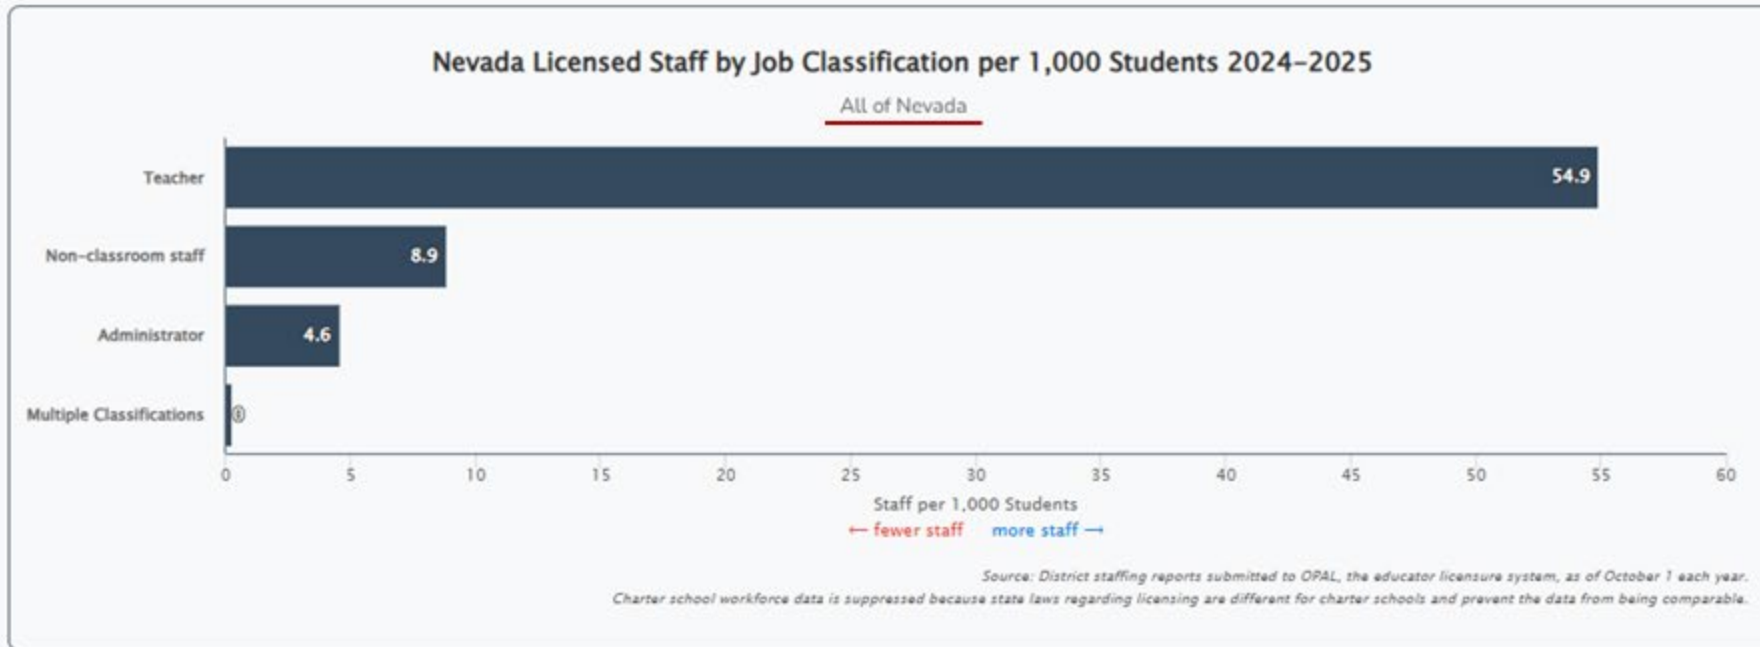 Nevada Licensed Staff by Job Classification per 1,000 Students 2024-2025
All of Nevada
Teacher
54.9
Non-classroom staff
8.9
Administrator
4.6
Multiple Classifications
0 5 10 15 20 25 30 35 40 45 50 55 60
Staff per 1,000 Students
← fewer staff more staff →
Source: District staffing reports submitted to OPAL, the educator licensure system, as of October 1 each year.
Charter school workforce data is suppressed because state laws regarding licensing are different for charter schools and prevent the data from being comparable.